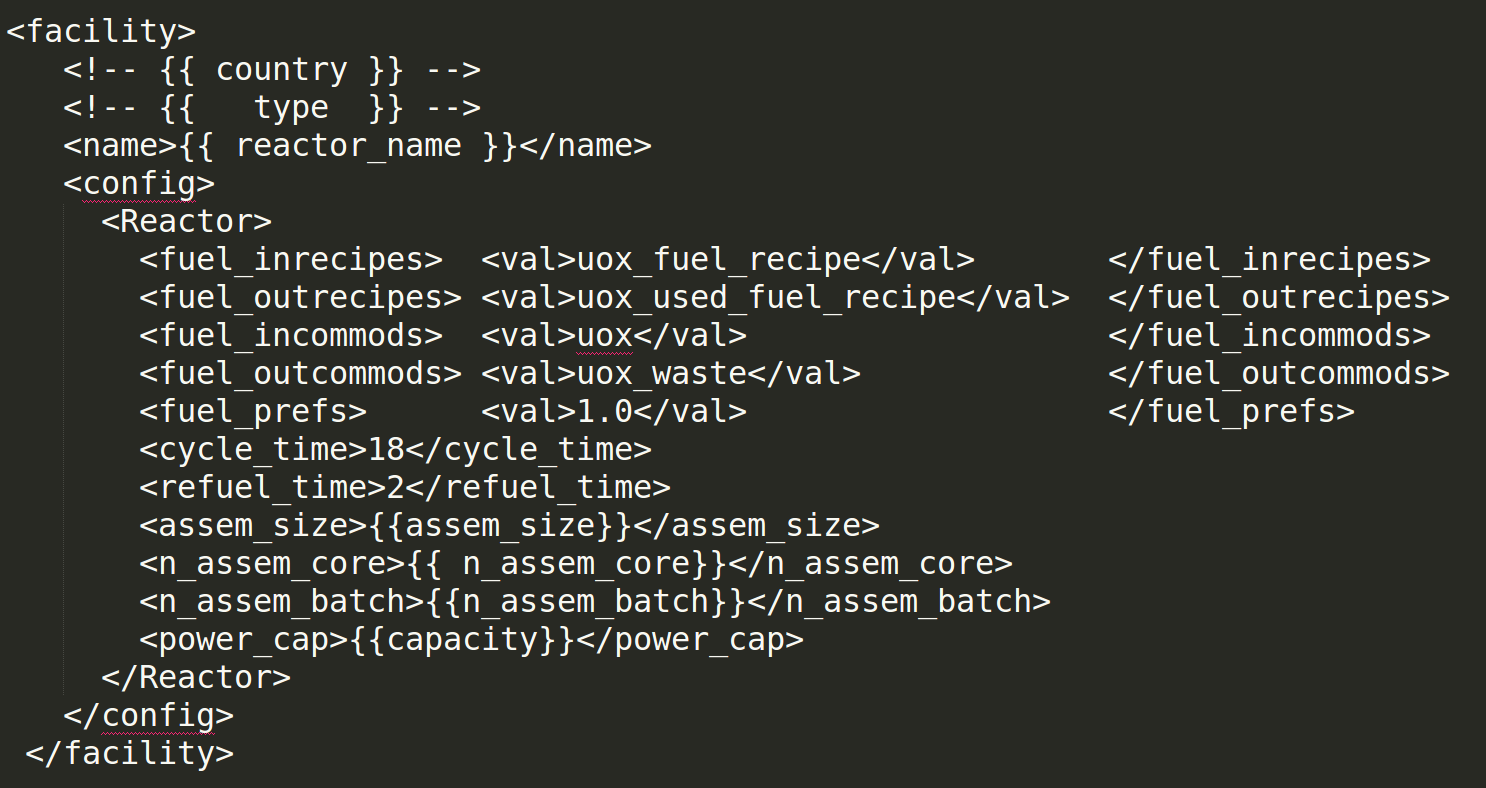 <facility>
   <!-- {{ country }} -->
   <!-- {{   type  }} -->
   <name>{{ reactor_name }}</name>
   <config>
     <Reactor>
       <fuel_inrecipes>  <val>uox_fuel_recipe</val>       </fuel_inrecipes>
       <fuel_outrecipes> <val>uox_used_fuel_recipe</val>  </fuel_outrecipes>
       <fuel_incommods>  <val>uox</val>                   </fuel_incommods>
       <fuel_outcommods> <val>uox_waste</val>             </fuel_outcommods>
       <fuel_prefs>      <val>1.0</val>                   </fuel_prefs>
       <cycle_time>18</cycle_time>
       <refuel_time>2</refuel_time>
       <assem_size>{{assem_size}}</assem_size>
       <n_assem_core>{{ n_assem_core}}</n_assem_core>
       <n_assem_batch>{{n_assem_batch}}</n_assem_batch>
       <power_cap>{{capacity}}</power_cap>
     </Reactor>
   </config>
 </facility>